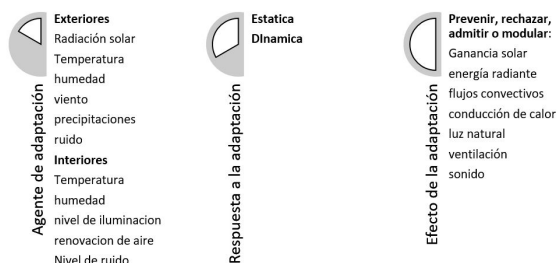 Agente de adaptación
Exteriores
Radiación solar
Temperatura
humedad
viento
precipitaciones
ruido
Interiores
Temperatura
humedad
nivel de iluminacion
renovacion de aire
Nivel de ruido
Respuesta a la adaptación
Estatica
DInamica
Efecto de la adaptación
Prevenir, rechazar,
admitir o modular:
Ganancia solar
energía radiante
flujos convectivos
conducción de calor
luz natural
ventilación
sonido